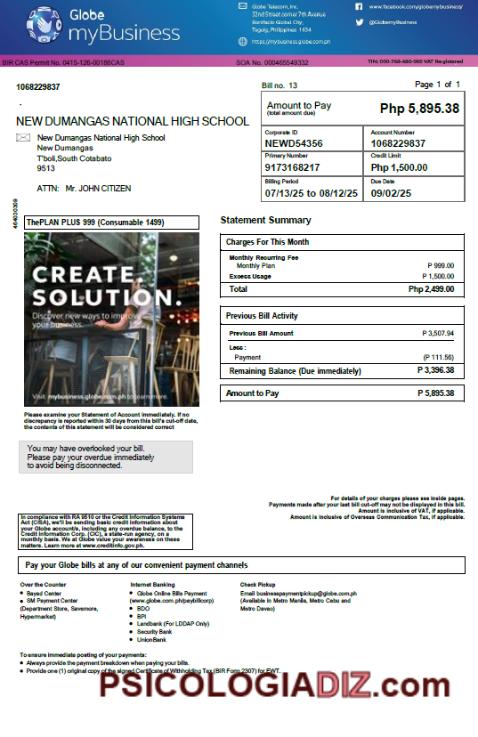 Globe
myBusiness
Globe Telecom, Inc.
32nd Street corner 7th Avenue
Bonifacio Global City,
Taguig, Philippines 1634
https://mybusiness.globe.com.ph
www.facebook.com/globemybusiness/
@GlobemyBusiness
BIR CAS Permit No. 0415-126-00188CAS
SOA No. 000465549332
TIN: 000-768-480-000 VAT Registered
1068229837
.
NEW DUMANGAS NATIONAL HIGH SCHOOL
New Dumangas National High School
New Dumangas
T'boli,South Cotabato
9513
ATTN: Mr. JOHN CITIZEN
Bill no. 13
Page 1 of 1
Amount to Pay
(total amount due)
Php 5,895.38
Corporate ID
NEWD54356
Account Number
1068229837
Primary Number
9173168217
Credit Limit
Php 1,500.00
Billing Period
07/13/25 to 08/12/25
Due Date
09/02/25
ThePLAN PLUS 999 (Consumable 1499)
CREATE
SOLUTION.
Discover new ways to improve
your business.
Visit mybusiness.globe.com.ph to learn more.
Please examine your Statement of Account immediately. If no
discrepancy is reported within 30 days from this bill's cut-off date,
the contents of this statement will be considered correct
You may have overlooked your bill.
Please pay your overdue immediately
to avoid being disconnected.
Statement Summary
Charges For This Month
Monthly Recurring Fee
Monthly Plan P 999.00
Excess Usage P 1,500.00
Total Php 2,499.00
Previous Bill Activity
Previous Bill Amount P 3,507.94
Less :
Payment (P 111.56)
Remaining Balance (Due immediately) P 3,396.38
Amount to Pay P 5,895.38
For details of your charges please see inside pages.
Payments made after your last bill cut-off may not be displayed in this bill.
Amount is inclusive of VAT, if applicable.
Amount is inclusive of Overseas Communication Tax, if applicable.
In compliance with RA 9510 or the Credit Information Systems
Act (CISA), we'll be sending basic credit information about
your Globe account/s, including any overdue balance, to the
Credit Information Corp. (CIC), a state-run agency, on a
monthly basis. We at Globe value your awareness on these
matters. Learn more at www.creditinfo.gov.ph.
Pay your Globe bills at any of our convenient payment channels
Over the Counter
• Bayad Center
• SM Payment Center
(Department Store, Savemore,
Hypermarket)
Internet Banking
• Globe Online Bills Payment
(www.globe.com.ph/paybillcorp)
• BDO
• BPI
• Landbank (For LDDAP Only)
• Security Bank
• UnionBank
Check Pickup
Email businesspaymentpickup@globe.com.ph
(Available in Metro Manila, Metro Cebu and
Metro Davao)
To ensure immediate posting of your payments:
• Always provide the payment breakdown when paying your bills.
• Provide one (1) original copy of the signed Certificate of Withholding Tax (BIR Form 2307) for EWT.
PSICOLOGIADIZ.com